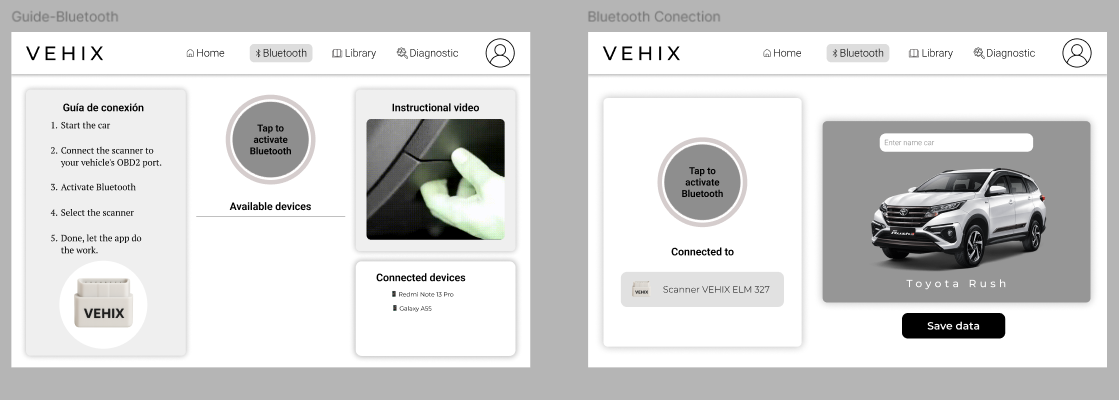 Guide-Bluetooth
VEHIX
Home
Bluetooth
Library
Diagnostic
Guía de conexión
1. Start the car
2. Connect the scanner to
your vehicle's OBD2 port.
3. Activate Bluetooth
4. Select the scanner
5. Done, let the app do
the work.
VEHIX
Tap to
activate
Bluetooth
Available devices
Instructional video
Connected devices
Redmi Note 13 Pro
Galaxy A55
Bluetooth Conection
VEHIX
Home
Bluetooth
Library
Diagnostic
Tap to
activate
Bluetooth
Connected to
VEHIX
Scanner VEHIX ELM 327
Enter name car
Rush
Toyota Rush
Save data